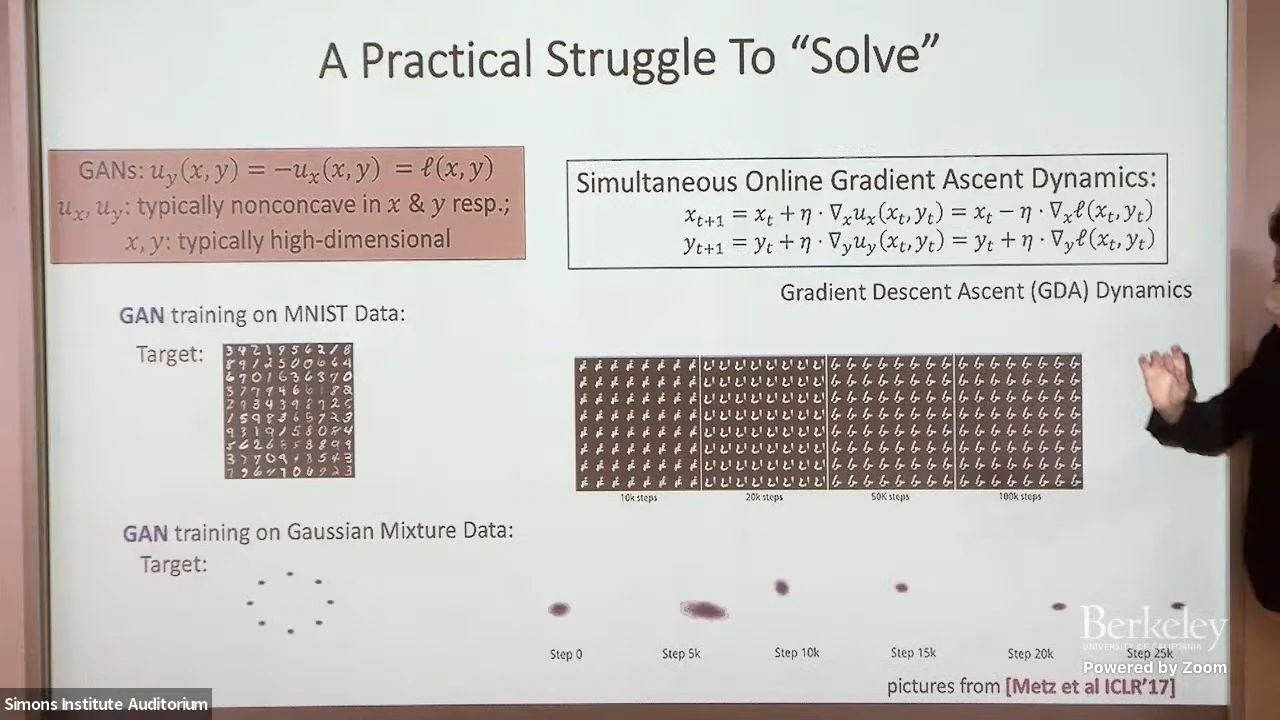 A Practical Struggle To “Solve”
GANs: u_y(x, y) = −u_x(x, y) = ℓ(x, y)
u_x, u_y: typically nonconcave in x & y resp.;
x, y: typically high-dimensional
Simultaneous Online Gradient Ascent Dynamics:
x_{t+1} = x_t + η · ∇_x u_x(x_t, y_t) = x_t − η · ∇_x ℓ(x_t, y_t)
y_{t+1} = y_t + η · ∇_y u_y(x_t, y_t) = y_t + η · ∇_y ℓ(x_t, y_t)
Gradient Descent Ascent (GDA) Dynamics
GAN training on MNIST Data:
Target:
10k steps
20k steps
50K steps
100k steps
GAN training on Gaussian Mixture Data:
Target:
Step 0
Step 5k
Step 10k
Step 15k
Step 20k
Step 25k
Berkeley
UNIVERSITY OF CALIFORNIA
Powered by Zoom
pictures from [Metz et al ICLR’17]
Simons Institute Auditorium